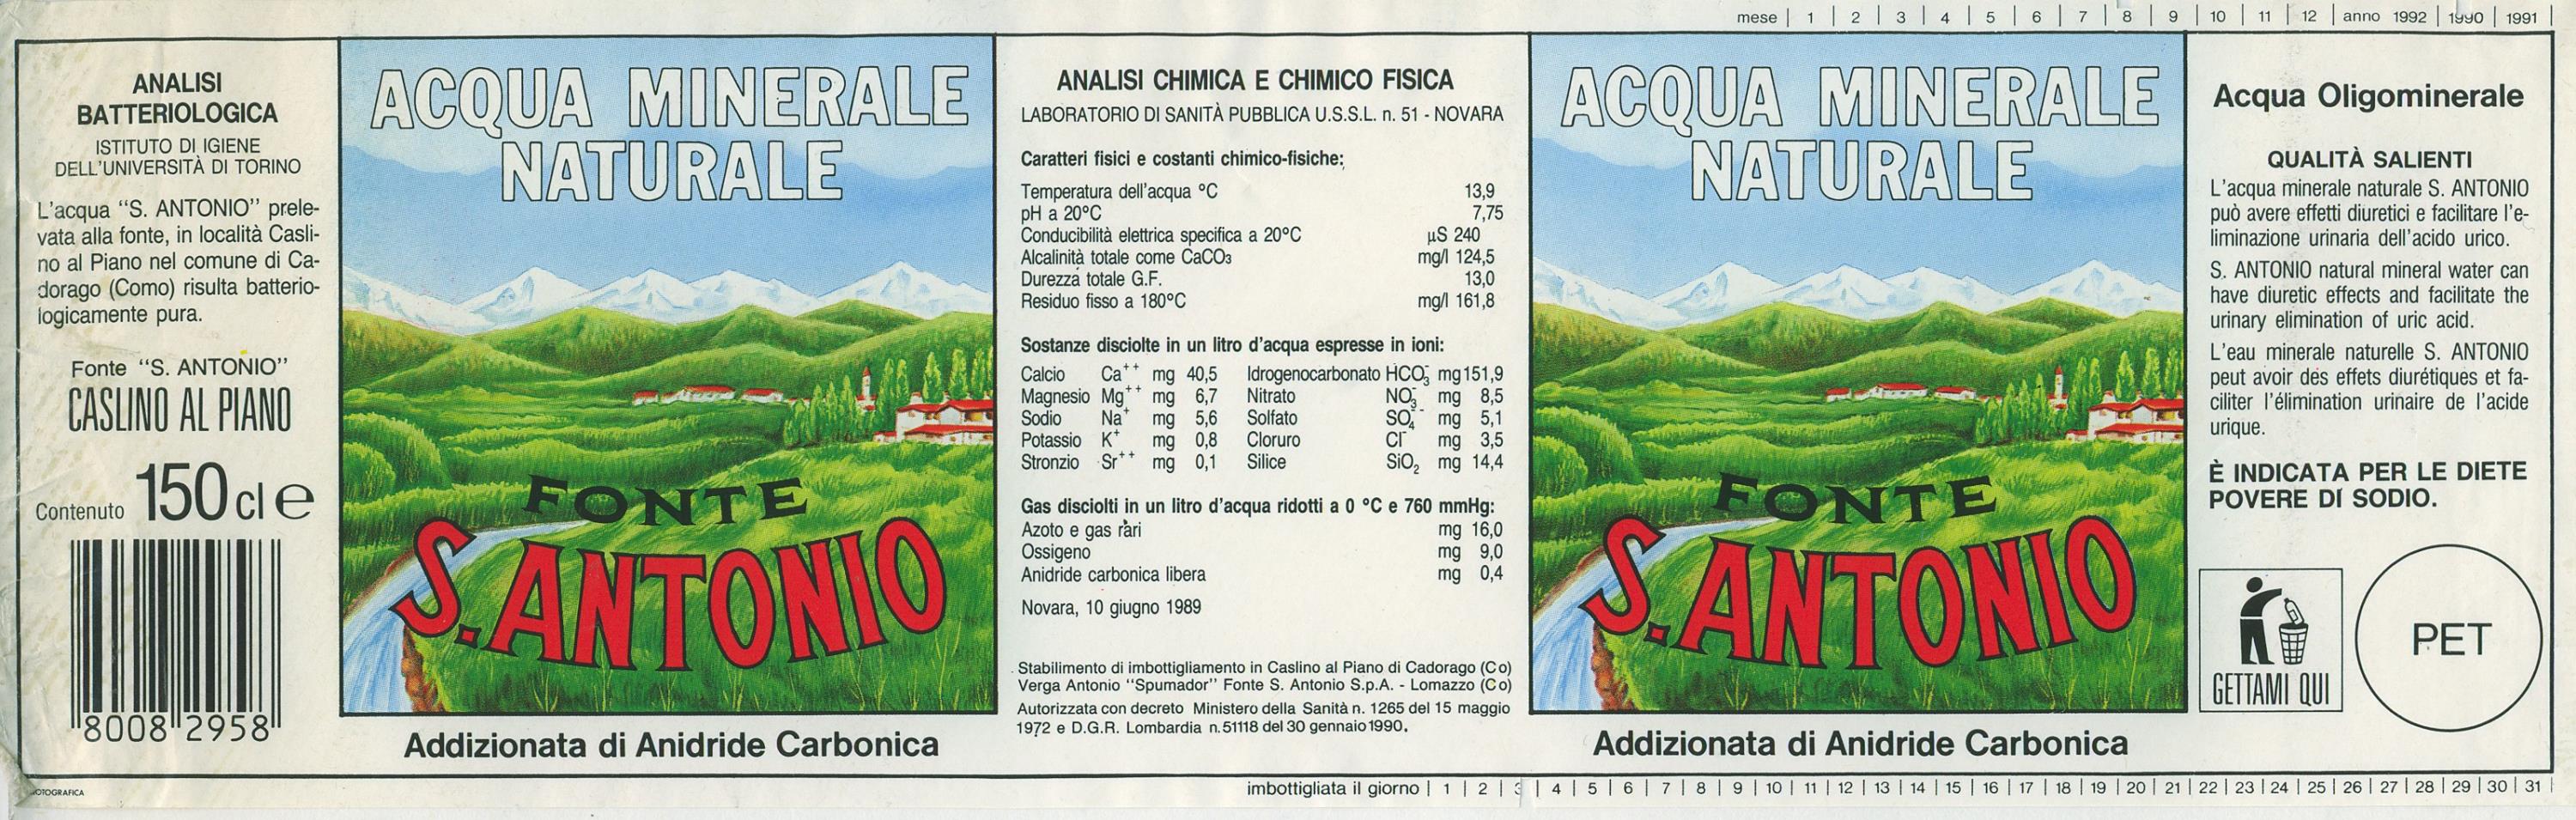 mese | 1 | 2 | 3 | 4 | 5 | 6 | 7 | 8 | 9 | 10 | 11 | 12 | anno 1992 | 1990 | 1991 |
ANALISI
BATTERIOLOGICA
ISTITUTO DI IGIENE
DELL'UNIVERSITÀ DI TORINO
L'acqua "S. ANTONIO" prele-
vata alla fonte, in località Casli-
no al Piano nel comune di Ca-
dorago (Como) risulta batterio-
logicamente pura.
Fonte "S. ANTONIO"
CASLINO AL PIANO
Contenuto 150 cl e
8008 2958
ACQUA MINERALE
NATURALE
FONTE
S. ANTONIO
Addizionata di Anidride Carbonica
ANALISI CHIMICA E CHIMICO FISICA
LABORATORIO DI SANITÀ PUBBLICA U.S.S.L. n. 51 - NOVARA
Caratteri fisici e costanti chimico-fisiche:
Temperatura dell'acqua °C 13,9
pH a 20°C 7,75
Conducibilità elettrica specifica a 20°C µS 240
Alcalinità totale come CaCO₃ mg/l 124,5
Durezza totale G.F. 13,0
Residuo fisso a 180°C mg/l 161,8
Sostanze disciolte in un litro d'acqua espresse in ioni:
Calcio Ca⁺⁺ mg 40,5 Idrogenocarbonato HCO₃⁻ mg 151,9
Magnesio Mg⁺⁺ mg 6,7 Nitrato NO₃⁻ mg 8,5
Sodio Na⁺ mg 5,6 Solfato SO₄⁻⁻ mg 5,1
Potassio K⁺ mg 0,8 Cloruro Cl⁻ mg 3,5
Stronzio Sr⁺⁺ mg 0,1 Silice SiO₂ mg 14,4
Gas disciolti in un litro d'acqua ridotti a 0 °C e 760 mmHg:
Azoto e gas rari mg 16,0
Ossigeno mg 9,0
Anidride carbonica libera mg 0,4
Novara, 10 giugno 1989
Stabilimento di imbottigliamento in Caslino al Piano di Cadorago (Co)
Verga Antonio "Spumador" Fonte S. Antonio S.p.A. - Lomazzo (Co)
Autorizzata con decreto Ministero della Sanità n. 1265 del 15 maggio
1972 e D.G.R. Lombardia n. 51118 del 30 gennaio 1990.
ACQUA MINERALE
NATURALE
FONTE
S. ANTONIO
Addizionata di Anidride Carbonica
Acqua Oligominerale
QUALITÀ SALIENTI
L'acqua minerale naturale S. ANTONIO
può avere effetti diuretici e facilitare l'e-
liminazione urinaria dell'acido urico.
S. ANTONIO natural mineral water can
have diuretic effects and facilitate the
urinary elimination of uric acid.
L'eau minerale naturelle S. ANTONIO
peut avoir des effets diurétiques et fa-
ciliter l'élimination urinaire de l'acide
urique.
È INDICATA PER LE DIETE
POVERE DI SODIO.
GETTAMI QUI
PET
imbottigliata il giorno | 1 | 2 | 3 | 4 | 5 | 6 | 7 | 8 | 9 | 10 | 11 | 12 | 13 | 14 | 15 | 16 | 17 | 18 | 19 | 20 | 21 | 22 | 23 | 24 | 25 | 26 | 27 | 28 | 29 | 30 | 31 |